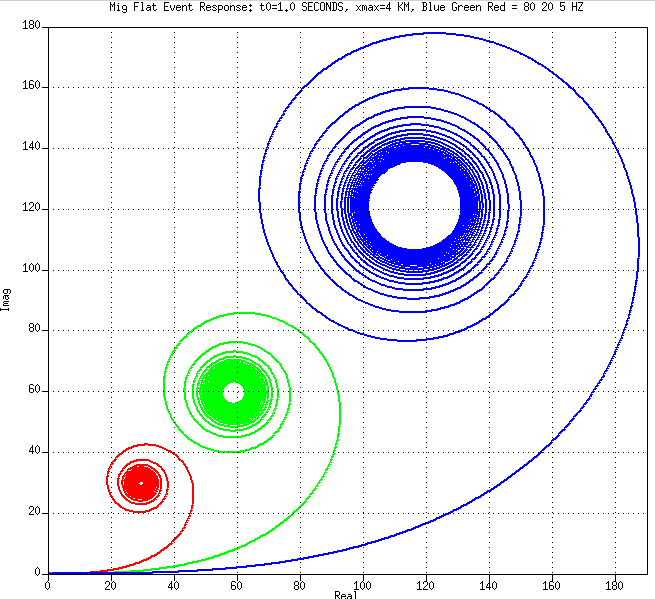 Mig Flat Event Response: t0=1.0 SECONDS, xmax=4 KM, Blue Green Red = 80 20 5 HZ
180
160
140
120
100
80
60
40
20
0
Imag
0 20 40 60 80 100 120 140 160 180
Real